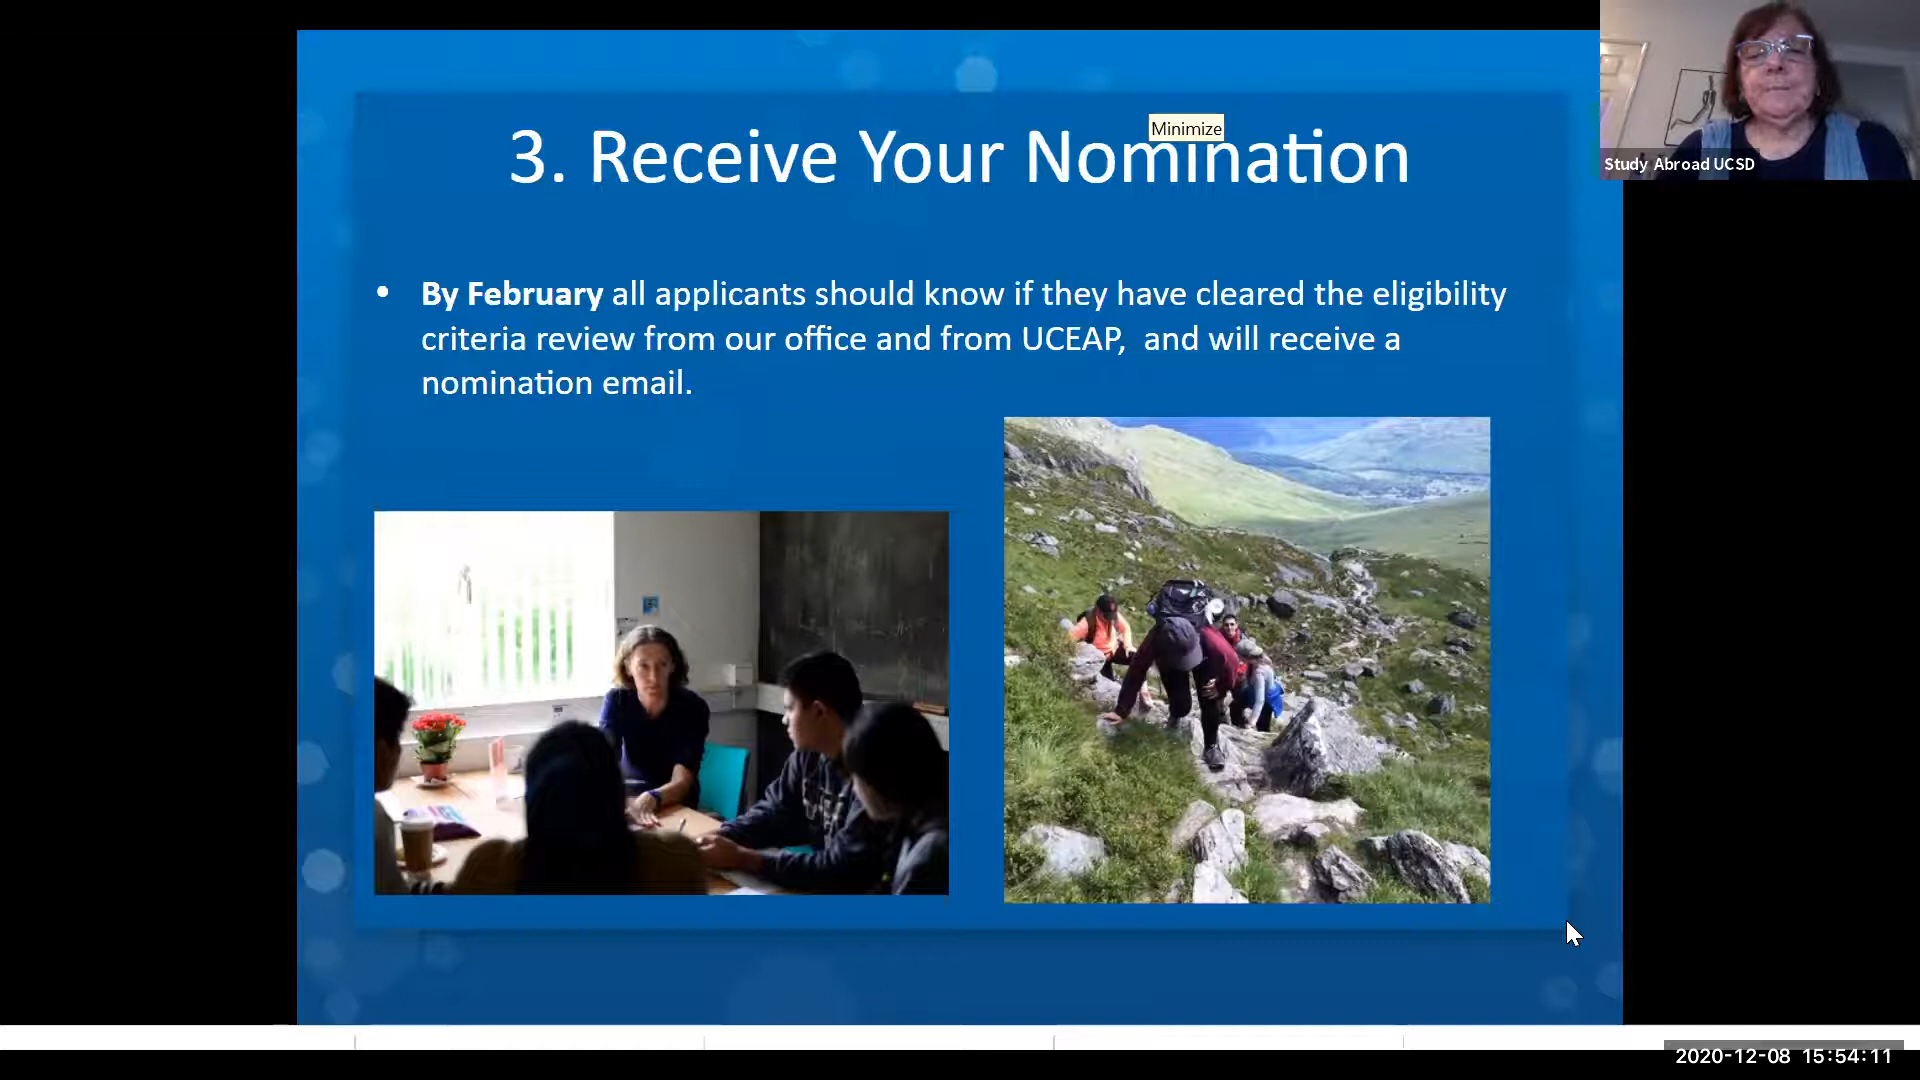 3. Receive Your Nomination
Minimize
Study Abroad UCSD
• By February all applicants should know if they have cleared the eligibility
criteria review from our office and from UCEAP, and will receive a
nomination email.
2020-12-08 15:54:11